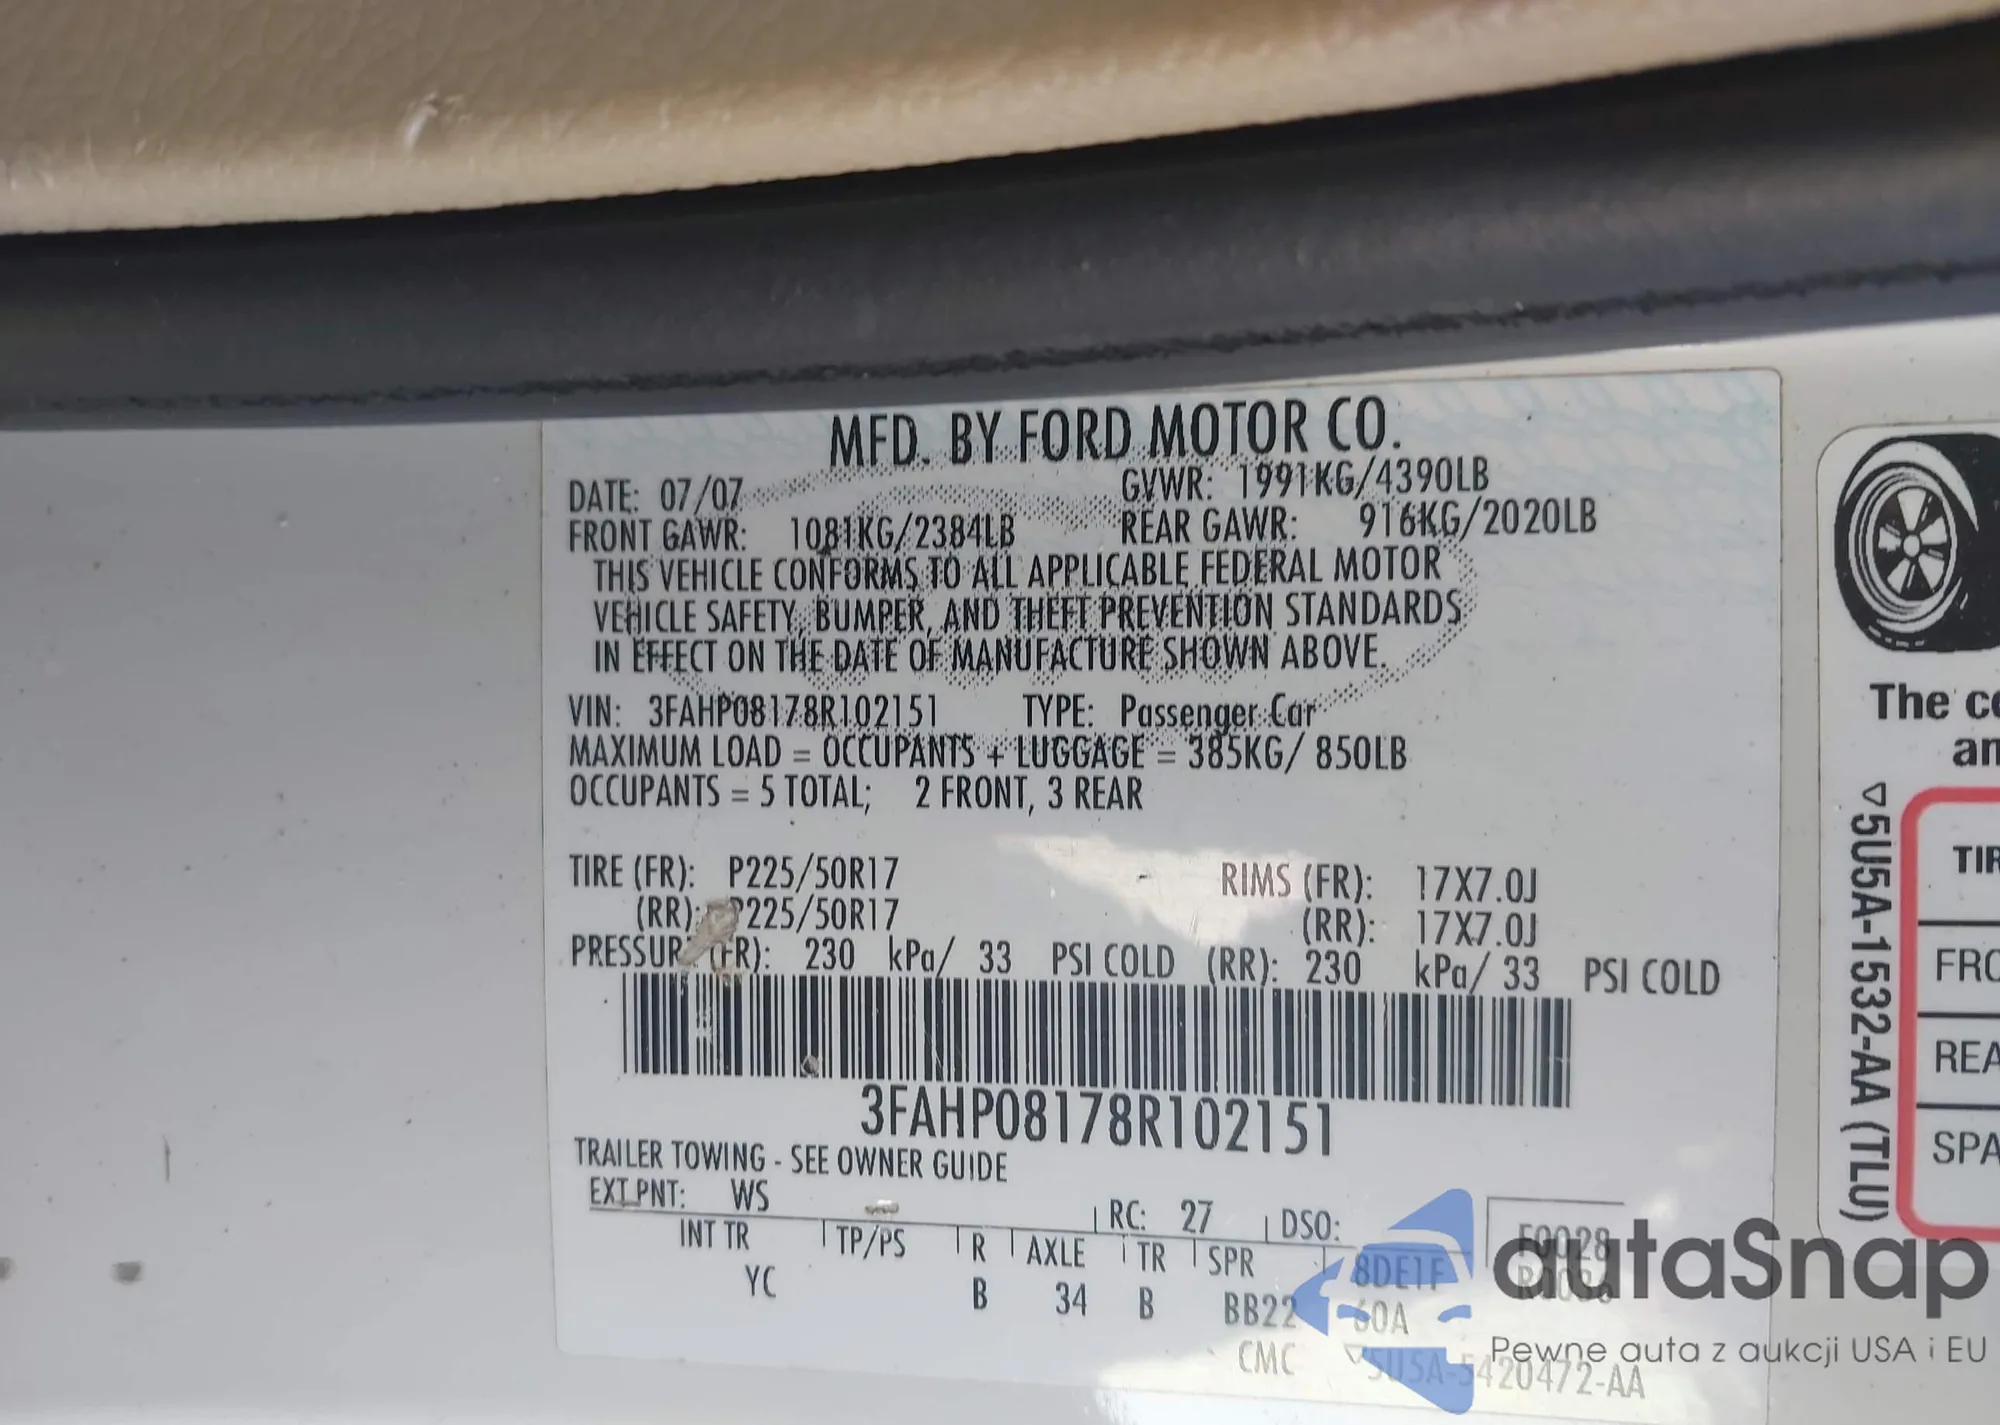 MFD. BY FORD MOTOR CO.
DATE: 07/07 GVWR: 1991KG/4390LB
FRONT GAWR: 1081KG/2384LB REAR GAWR: 916KG/2020LB
THIS VEHICLE CONFORMS TO ALL APPLICABLE FEDERAL MOTOR
VEHICLE SAFETY, BUMPER, AND THEFT PREVENTION STANDARDS
IN EFFECT ON THE DATE OF MANUFACTURE SHOWN ABOVE.
VIN: 3FAHP08178R102151 TYPE: Passenger Car
MAXIMUM LOAD = OCCUPANTS + LUGGAGE = 385KG/ 850LB
OCCUPANTS = 5 TOTAL; 2 FRONT, 3 REAR
TIRE (FR): P225/50R17 RIMS (FR): 17X7.0J
(RR): P225/50R17 (RR): 17X7.0J
PRESSURE (FR): 230 kPa/ 33 PSI COLD (RR): 230 kPa/ 33 PSI COLD
3FAHP08178R102151
TRAILER TOWING - SEE OWNER GUIDE
EXT PNT: WS RC: 27 DSO:
INT TR TP/PS R AXLE TR SPR
YC B 34 B BB22
8DE1F
60A
CMC 5U5A-5420472-AA
The
5U5A-1532-AA (TLU)
autaSnap
Pewne auta z aukcji USA i EU